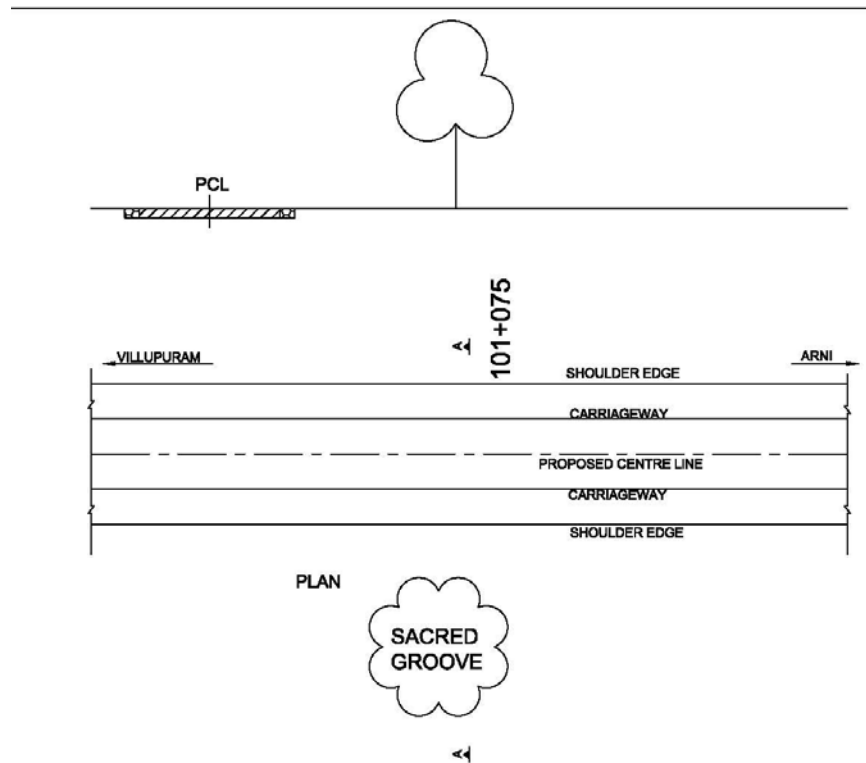 PCL
A
101+075
VILLUPURAM
ARNI
SHOULDER EDGE
CARRIAGEWAY
PROPOSED CENTRE LINE
CARRIAGEWAY
SHOULDER EDGE
PLAN
SACRED
GROOVE
A